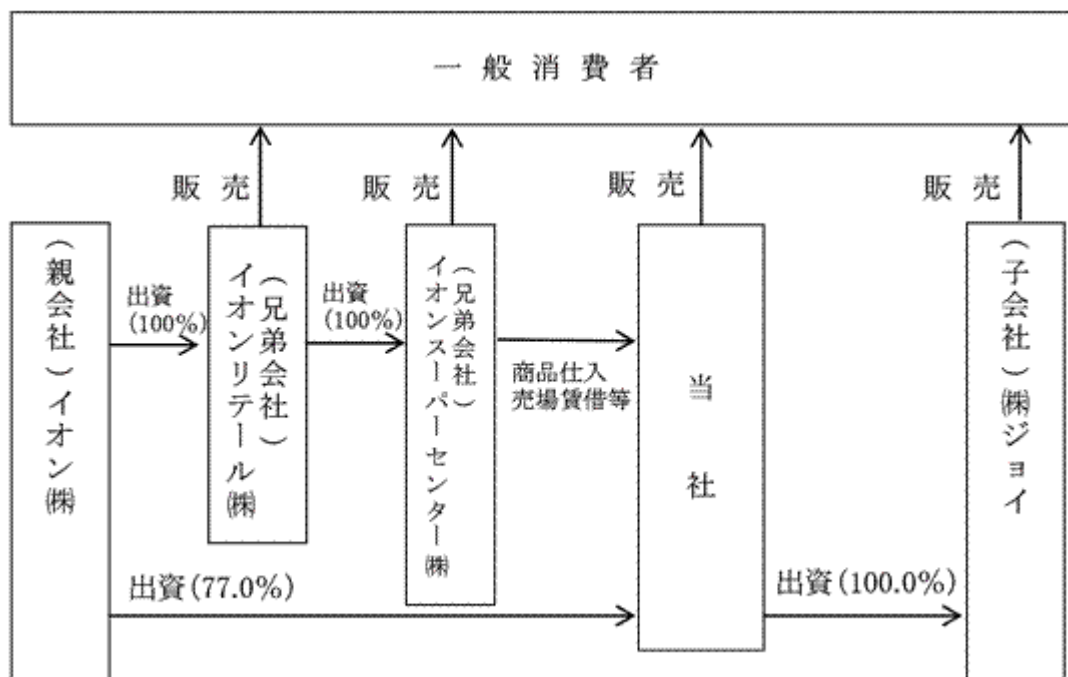 一般消費者
販売
販売
販売
販売
(親会社)イオン㈱
出資
(100%)
(兄弟会社)
イオンリテール㈱
出資
(100%)
(兄弟会社)
イオンスーパーセンター㈱
商品仕入
売場賃借等
当社
(子会社)㈱ジョイ
出資(77.0%)
出資(100.0%)